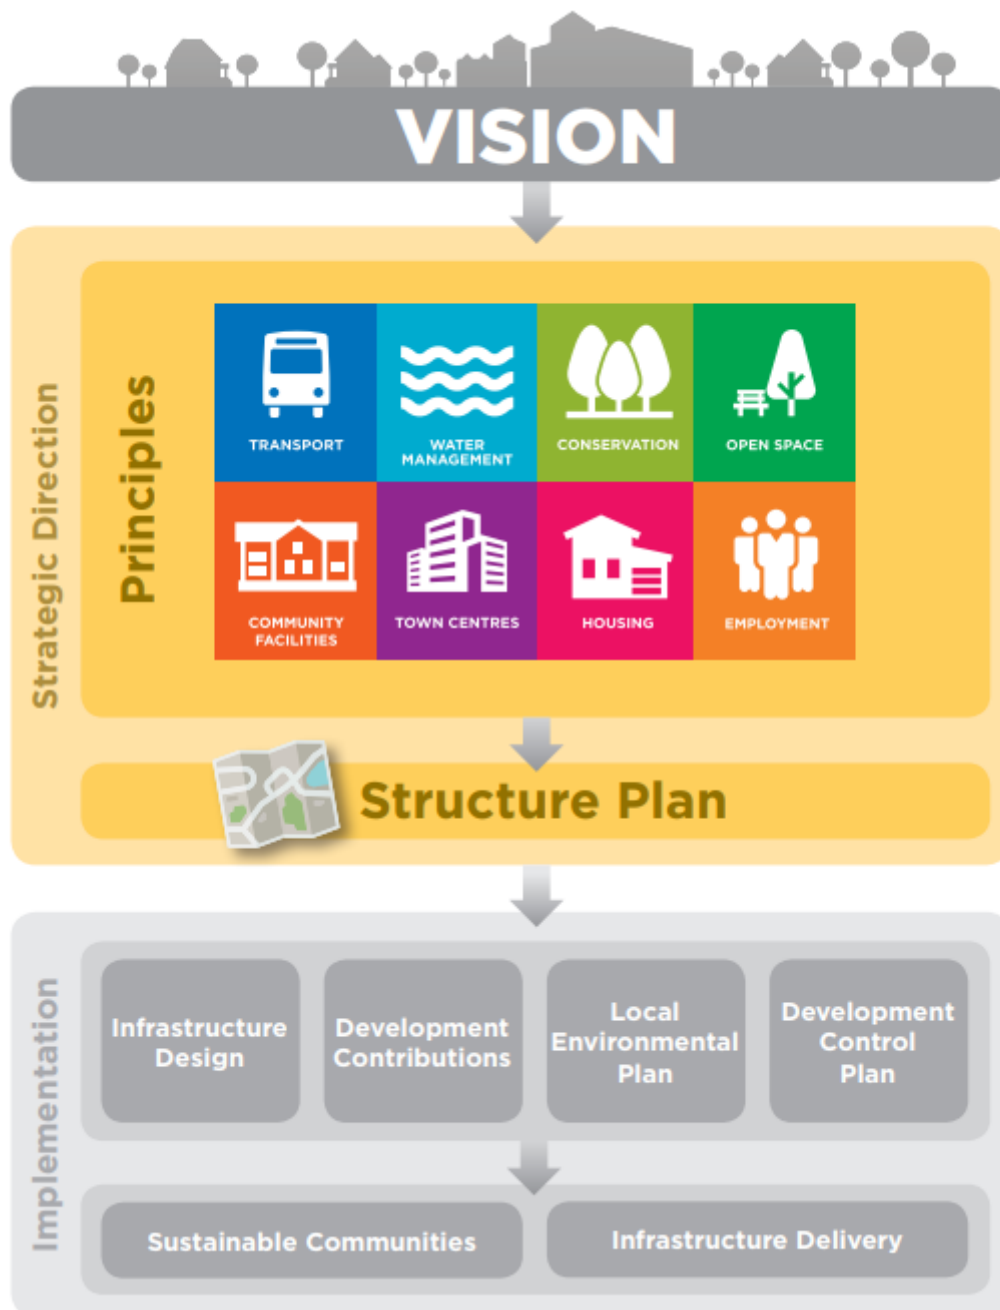 VISION
Strategic Direction
Principles
TRANSPORT
WATER
MANAGEMENT
CONSERVATION
OPEN SPACE
COMMUNITY
FACILITIES
TOWN CENTRES
HOUSING
EMPLOYMENT
Structure Plan
Implementation
Infrastructure
Design
Development
Contributions
Local
Environmental
Plan
Development
Control
Plan
Sustainable Communities
Infrastructure Delivery